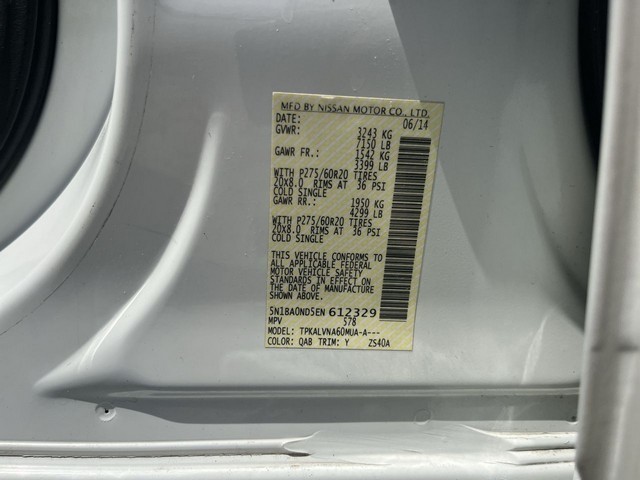 MFD BY NISSAN MOTOR CO., LTD.
DATE: 06/14
GVWR: 3243 KG
7150 LB
GAWR FR.: 1542 KG
3399 LB
WITH P275/60R20 TIRES
20X8.0 RIMS AT 36 PSI
COLD SINGLE
GAWR RR.: 1950 KG
4299 LB
WITH P275/60R20 TIRES
20X8.0 RIMS AT 36 PSI
COLD SINGLE
THIS VEHICLE CONFORMS TO
ALL APPLICABLE FEDERAL
MOTOR VEHICLE SAFETY
STANDARDS IN EFFECT ON
THE DATE OF MANUFACTURE
SHOWN ABOVE.
5N1BA0ND5EN 612329
MPV 578
MODEL: TPKALVNA60MUA-A---
COLOR: QAB TRIM: Y ZS40A